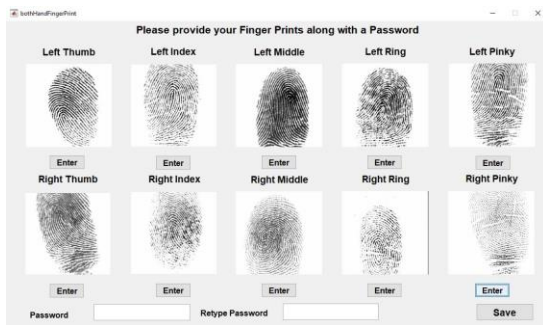 bothHandFingerPrint
Please provide your Finger Prints along with a Password
Left Thumb Left Index Left Middle Left Ring Left Pinky
Enter Enter Enter Enter Enter
Right Thumb Right Index Right Middle Right Ring Right Pinky
Enter Enter Enter Enter Enter
Password Retype Password Save